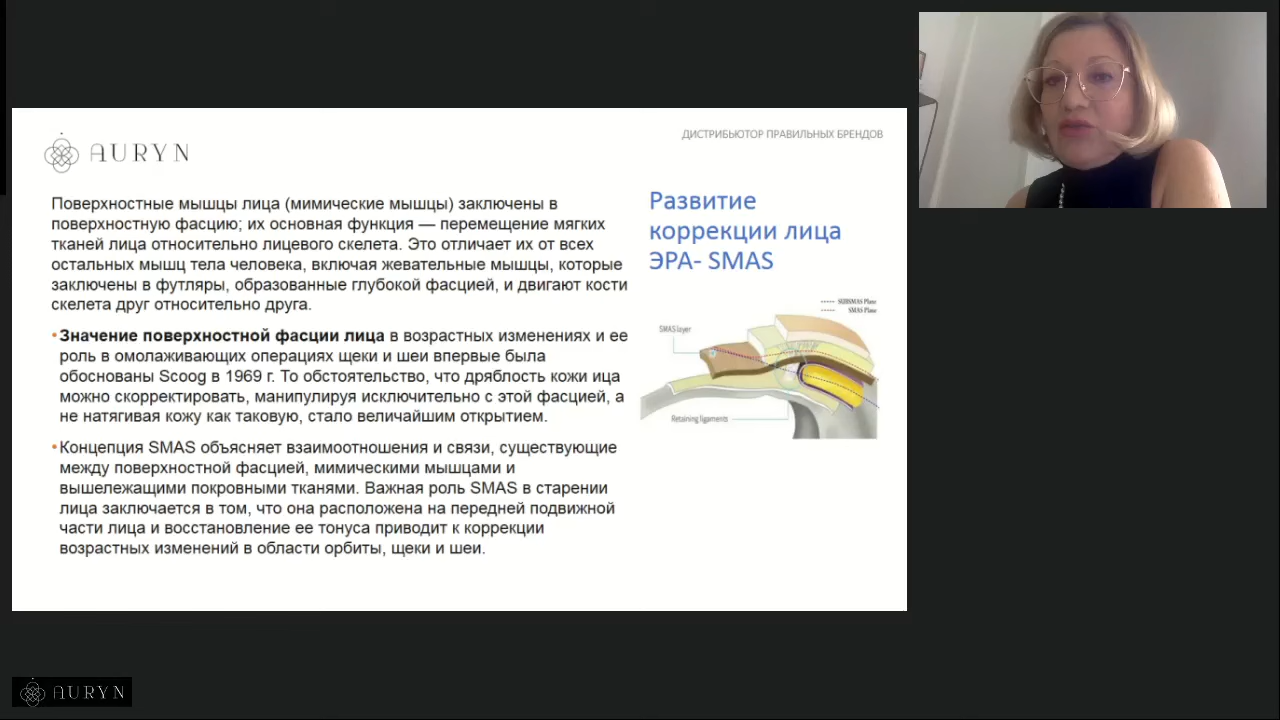 AURYN
ДИСТРИБЬЮТОР ПРАВИЛЬНЫХ БРЕНДОВ
Поверхностные мышцы лица (мимические мышцы) заключены в
поверхностную фасцию; их основная функция — перемещение мягких
тканей лица относительно лицевого скелета. Это отличает их от всех
остальных мышц тела человека, включая жевательные мышцы, которые
заключены в футляры, образованные глубокой фасцией, и двигают кости
скелета друг относительно друга.
•Значение поверхностной фасции лица в возрастных изменениях и ее
роль в омолаживающих операциях щеки и шеи впервые была
обоснованы Scoog в 1969 г. То обстоятельство, что дряблость кожи ица
можно скорректировать, манипулируя исключительно с этой фасцией, а
не натягивая кожу как таковую, стало величайшим открытием.
•Концепция SMAS объясняет взаимоотношения и связи, существующие
между поверхностной фасцией, мимическими мышцами и
вышележащими покровными тканями. Важная роль SMAS в старении
лица заключается в том, что она расположена на передней подвижной
части лица и восстановление ее тонуса приводит к коррекции
возрастных изменений в области орбиты, щеки и шеи.
Развитие
коррекции лица
ЭРА- SMAS
SUBSMAS Plane
SMAS Plane
SMAS layer
Retaining ligaments
AURYN